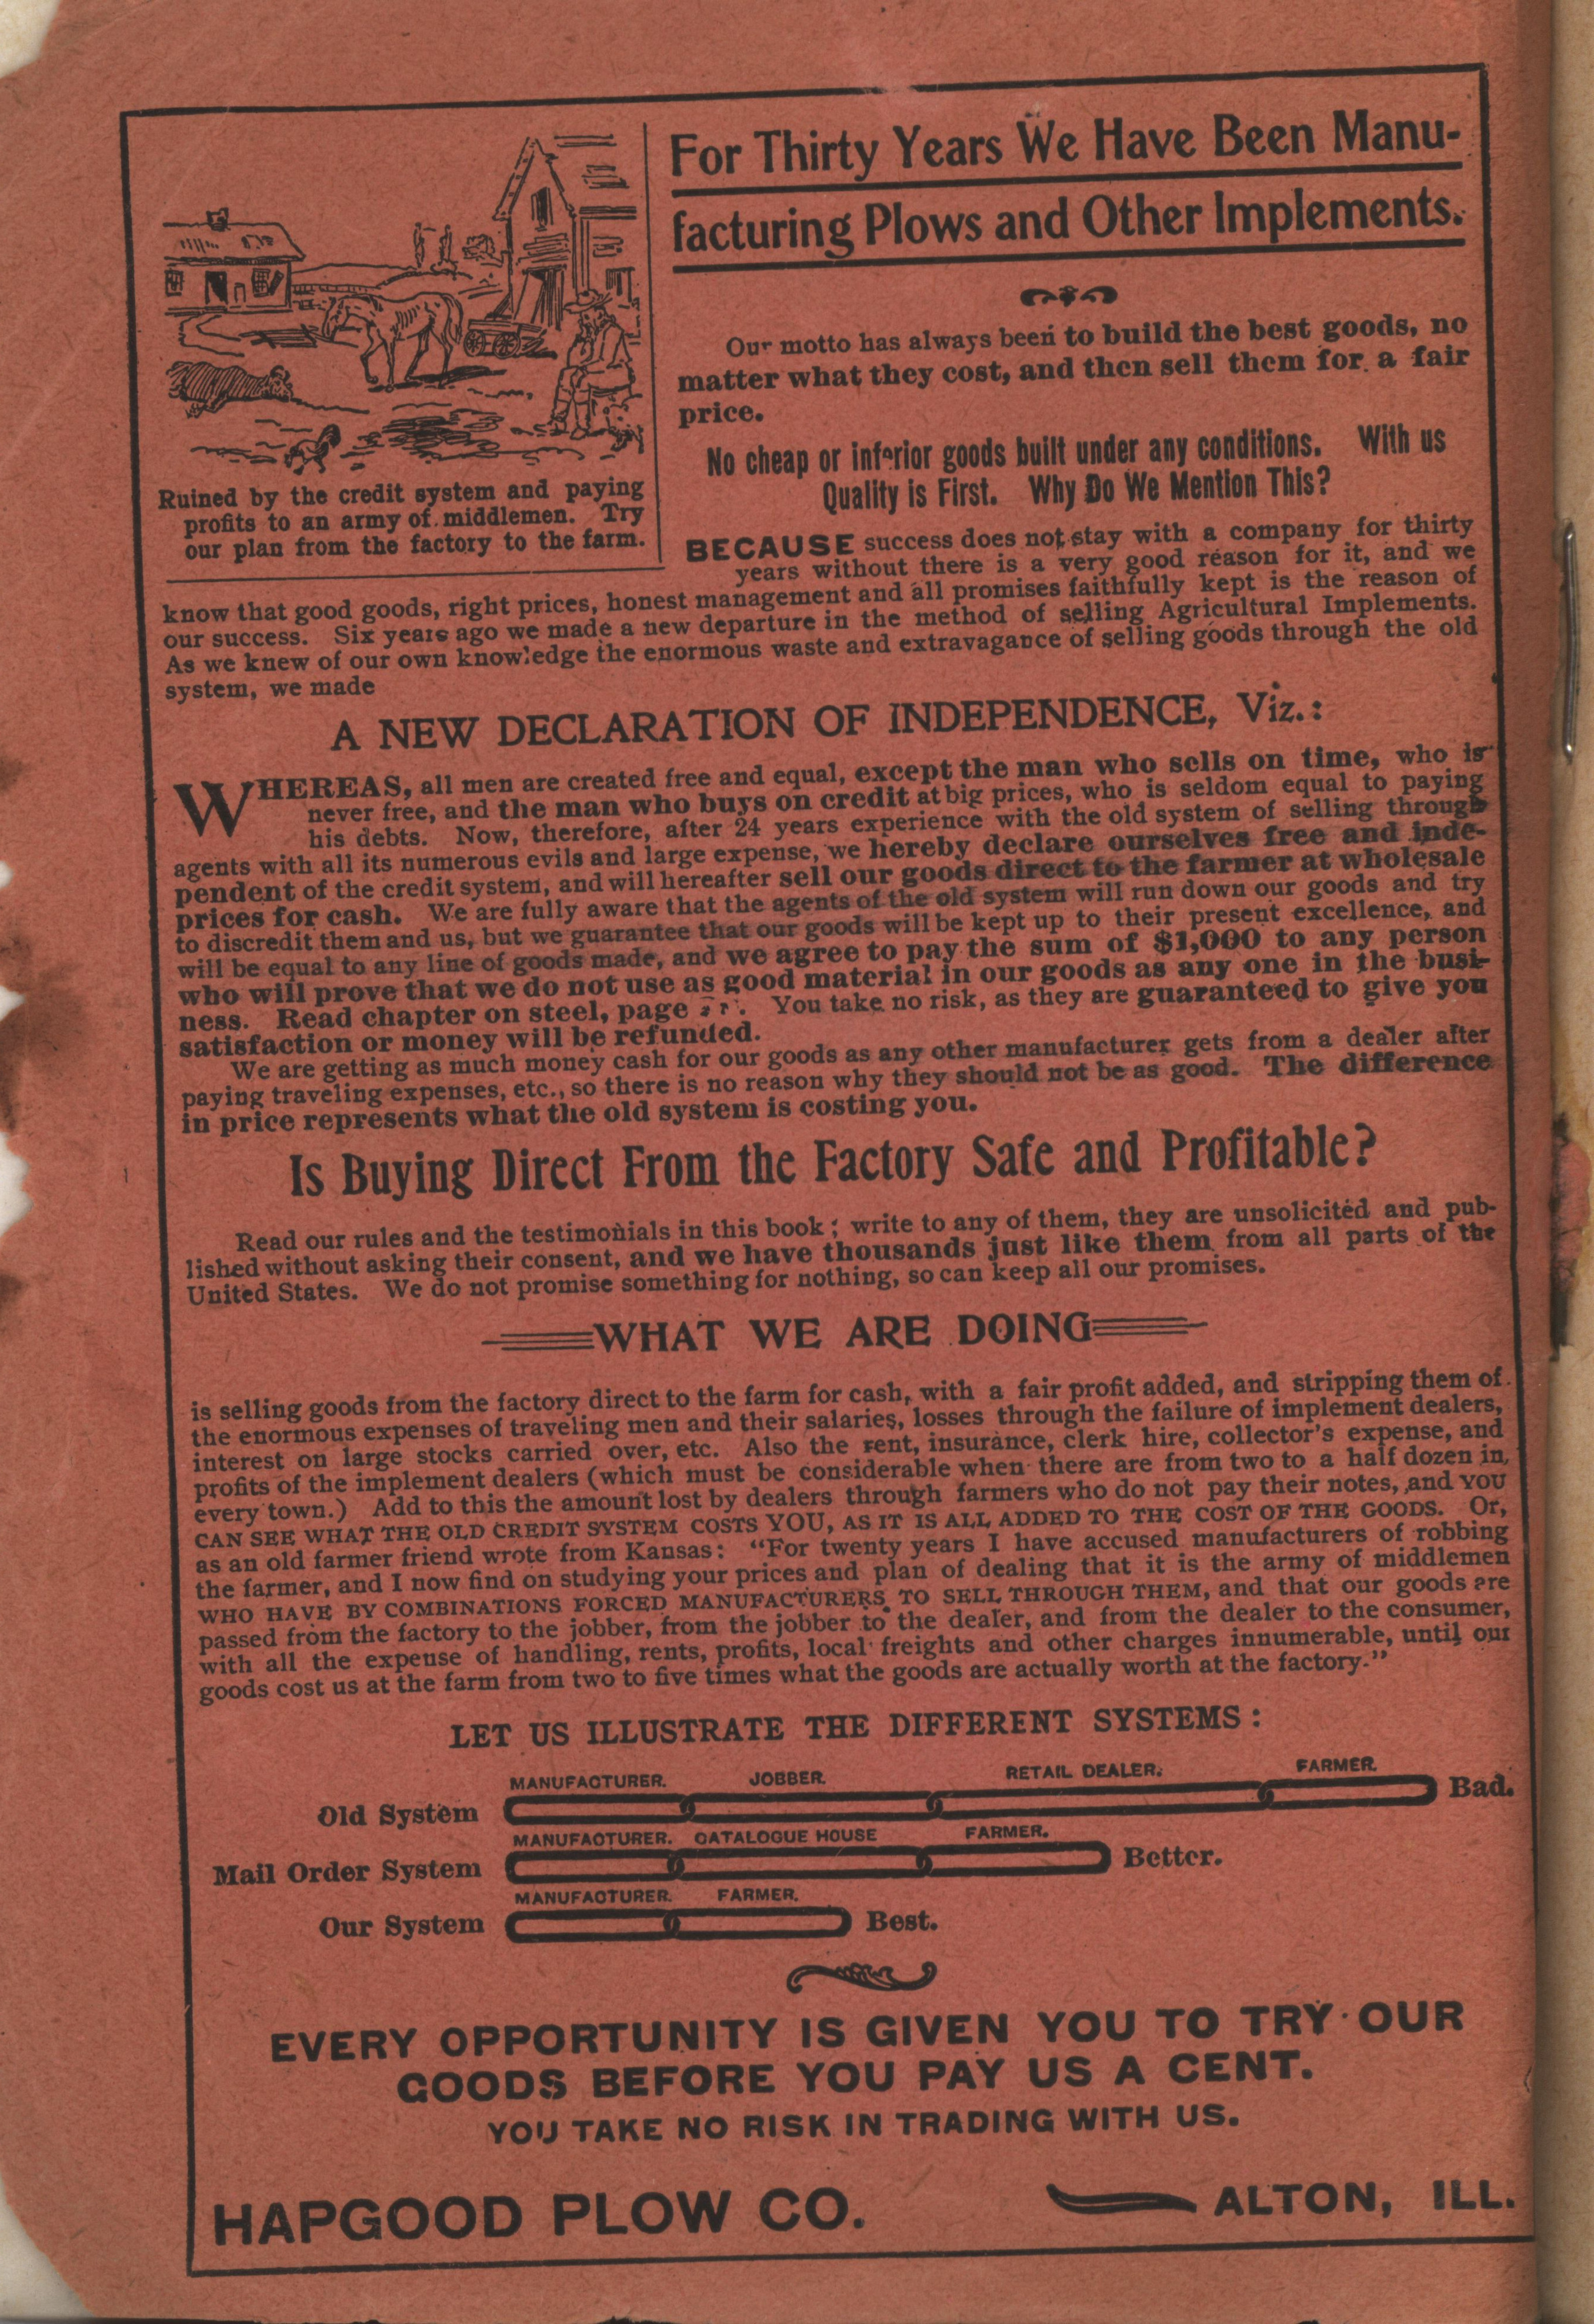 For Thirty Years We Have Been Manu-
facturing Plows and Other Implements.
Our motto has always been to build the best goods, no
matter what they cost, and then sell them for a fair
price.
No cheap or inferior goods built under any conditions. With us
Quality is First. Why Do We Mention This?
Ruined by the credit system and paying
profits to an army of middlemen. Try
our plan from the factory to the farm.
BECAUSE success does not stay with a company for thirty
years without there is a very good reason for it, and we
know that good goods, right prices, honest management and all promises faithfully kept is the reason of
our success. Six years ago we made a new departure in the method of selling Agricultural Implements.
As we knew of our own knowledge the enormous waste and extravagance of selling goods through the old
system, we made
A NEW DECLARATION OF INDEPENDENCE, Viz.:
WHEREAS, all men are created free and equal, except the man who sells on time, who is
never free, and the man who buys on credit at big prices, who is seldom equal to paying
his debts. Now, therefore, after 24 years experience with the old system of selling through
agents with all its numerous evils and large expense, we hereby declare ourselves free and inde-
pendent of the credit system, and will hereafter sell our goods direct to the farmer at wholesale
prices for cash. We are fully aware that the agents of the old system will run down our goods and try
to discredit them and us, but we guarantee that our goods will be kept up to their present excellence, and
will be equal to any line of goods made, and we agree to pay the sum of $1,000 to any person
who will prove that we do not use as good material in our goods as any one in the busi-
ness. Read chapter on steel, page You take no risk, as they are guaranteed to give you
satisfaction or money will be refunded.
We are getting as much money cash for our goods as any other manufacturer gets from a dealer after
paying traveling expenses, etc., so there is no reason why they should not be as good. The difference
in price represents what the old system is costing you.
Is Buying Direct From the Factory Safe and Profitable?
Read our rules and the testimonials in this book; write to any of them, they are unsolicited and pub-
lished without asking their consent, and we have thousands just like them from all parts of the
United States. We do not promise something for nothing, so can keep all our promises.
WHAT WE ARE DOING
is selling goods from the factory direct to the farm for cash, with a fair profit added, and stripping them of
the enormous expenses of traveling men and their salaries, losses through the failure of implement dealers,
interest on large stocks carried over, etc. Also the rent, insurance, clerk hire, collector's expense, and
profits of the implement dealers (which must be considerable when there are from two to a half dozen in
every town.) Add to this the amount lost by dealers through farmers who do not pay their notes, and YOU
CAN SEE WHAT THE OLD CREDIT SYSTEM COSTS YOU, AS IT IS ALL ADDED TO THE COST OF THE GOODS. Or,
as an old farmer friend wrote from Kansas: "For twenty years I have accused manufacturers of robbing
the farmer, and I now find on studying your prices and plan of dealing that it is the army of middlemen
WHO HAVE BY COMBINATIONS FORCED MANUFACTURERS TO SELL THROUGH THEM, and that our goods are
passed from the factory to the jobber, from the jobber to the dealer, and from the dealer to the consumer,
with all the expense of handling, rents, profits, local freights and other charges innumerable, until our
goods cost us at the farm from two to five times what the goods are actually worth at the factory."
LET US ILLUSTRATE THE DIFFERENT SYSTEMS:
MANUFACTURER. JOBBER. RETAIL DEALER. FARMER.
Old System Bad.
MANUFACTURER. CATALOGUE HOUSE FARMER.
Mail Order System Better.
MANUFACTURER. FARMER.
Our System Best.
EVERY OPPORTUNITY IS GIVEN YOU TO TRY OUR
GOODS BEFORE YOU PAY US A CENT.
YOU TAKE NO RISK IN TRADING WITH US.
HAPGOOD PLOW CO. ALTON, ILL.